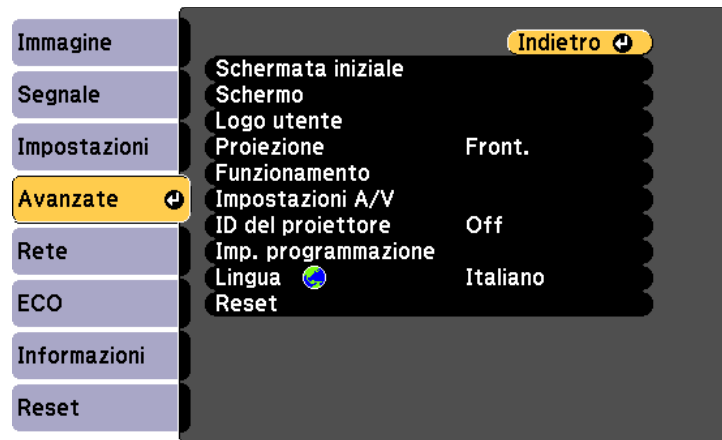 Immagine
Segnale
Impostazioni
Avanzate
Rete
ECO
Informazioni
Reset
Indietro
Schermata iniziale
Schermo
Logo utente
Proiezione Front.
Funzionamento
Impostazioni A/V
ID del proiettore Off
Imp. programmazione
Lingua Italiano
Reset